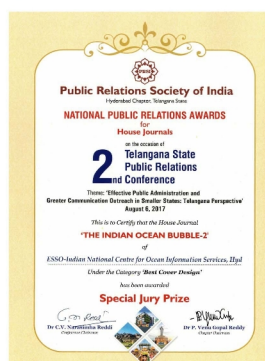 PRSI
Public Relations Society of India
Hyderabad Chapter, Telangana State
NATIONAL PUBLIC RELATIONS AWARDS
for
House Journals
on the occasion of
2nd Telangana State
Public Relations
Conference
Theme: 'Effective Public Administration and
Greater Communication Outreach in Smaller States: Telangana Perspective'
August 6, 2017
This is to Certify that the House Journal
'THE INDIAN OCEAN BUBBLE-2'
of
ESSO-Indian National Centre for Ocean Information Services, Hyd
Under the Category 'Best Cover Design'
has been awarded
Special Jury Prize
Dr C.V. Narasimha Reddi
Conference Chairman
Dr P. Venu Gopal Reddy
Chapter Chairman